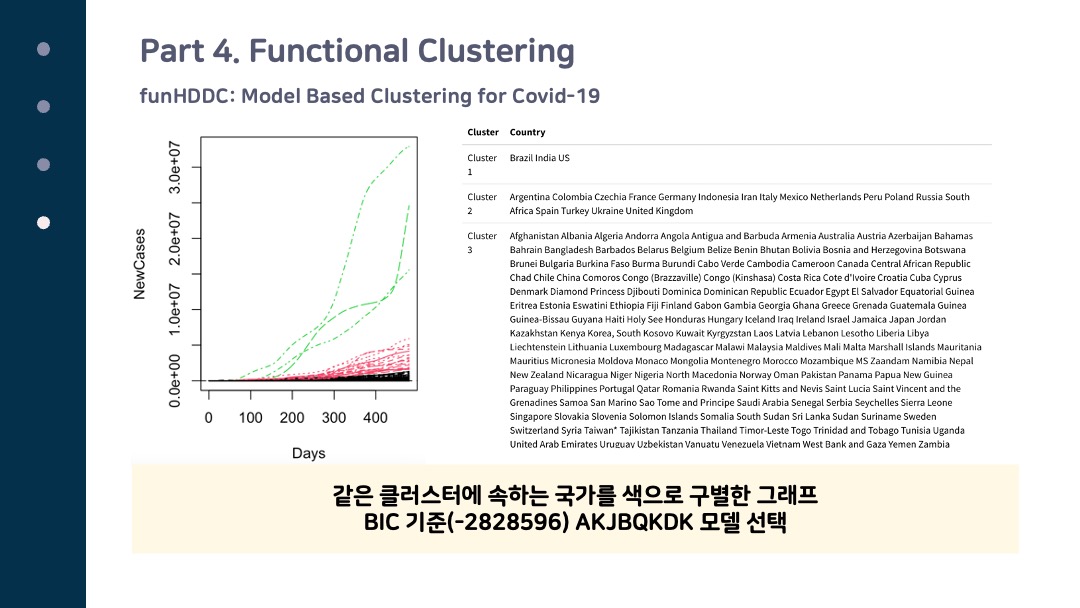 Part 4. Functional Clustering
funHDDC: Model Based Clustering for Covid-19
NewCases
0.0e+00 1.0e+07 2.0e+07 3.0e+07
0 100 200 300 400
Days
Cluster Country
Cluster 1 Brazil India US
Cluster 2 Argentina Colombia Czechia France Germany Indonesia Iran Italy Mexico Netherlands Peru Poland Russia South
Africa Spain Turkey Ukraine United Kingdom
Cluster 3 Afghanistan Albania Algeria Andorra Angola Antigua and Barbuda Armenia Australia Austria Azerbaijan Bahamas
Bahrain Bangladesh Barbados Belarus Belgium Belize Benin Bhutan Bolivia Bosnia and Herzegovina Botswana
Brunei Bulgaria Burkina Faso Burma Burundi Cabo Verde Cambodia Cameroon Canada Central African Republic
Chad Chile China Comoros Congo (Brazzaville) Congo (Kinshasa) Costa Rica Cote d'Ivoire Croatia Cuba Cyprus
Denmark Diamond Princess Djibouti Dominica Dominican Republic Ecuador Egypt El Salvador Equatorial Guinea
Eritrea Estonia Eswatini Ethiopia Fiji Finland Gabon Gambia Georgia Ghana Greece Grenada Guatemala Guinea
Guinea-Bissau Guyana Haiti Holy See Honduras Hungary Iceland Iraq Ireland Israel Jamaica Japan Jordan
Kazakhstan Kenya Korea, South Kosovo Kuwait Kyrgyzstan Laos Latvia Lebanon Lesotho Liberia Libya
Liechtenstein Lithuania Luxembourg Madagascar Malawi Malaysia Maldives Mali Malta Marshall Islands Mauritania
Mauritius Micronesia Moldova Monaco Mongolia Montenegro Morocco Mozambique MS Zaandam Namibia Nepal
New Zealand Nicaragua Niger Nigeria North Macedonia Norway Oman Pakistan Panama Papua New Guinea
Paraguay Philippines Portugal Qatar Romania Rwanda Saint Kitts and Nevis Saint Lucia Saint Vincent and the
Grenadines Samoa San Marino Sao Tome and Principe Saudi Arabia Senegal Serbia Seychelles Sierra Leone
Singapore Slovakia Slovenia Solomon Islands Somalia South Sudan Sri Lanka Sudan Suriname Sweden
Switzerland Syria Taiwan* Tajikistan Tanzania Thailand Timor-Leste Togo Trinidad and Tobago Tunisia Uganda
United Arab Emirates Uruguay Uzbekistan Vanuatu Venezuela Vietnam West Bank and Gaza Yemen Zambia
같은 클러스터에 속하는 국가를 색으로 구별한 그래프
BIC 기준(-2828596) AKJBQKDK 모델 선택